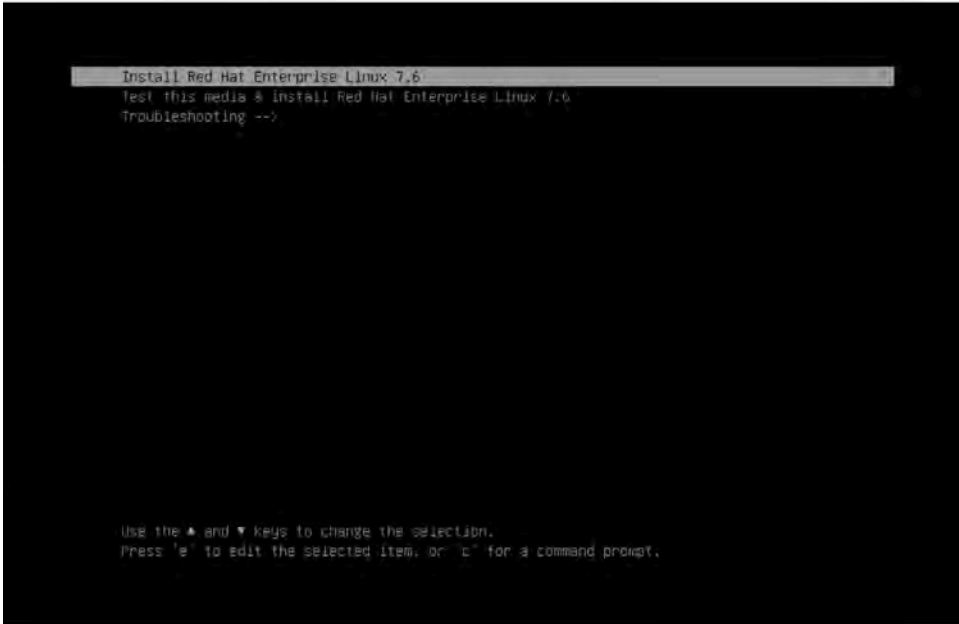 Install Red Hat Enterprise Linux 7.6
Test this media & install Red Hat Enterprise Linux 7.6
Troubleshooting -->
Use the ▲ and ▼ keys to change the selection.
Press 'e' to edit the selected item, or 'c' for a command prompt.